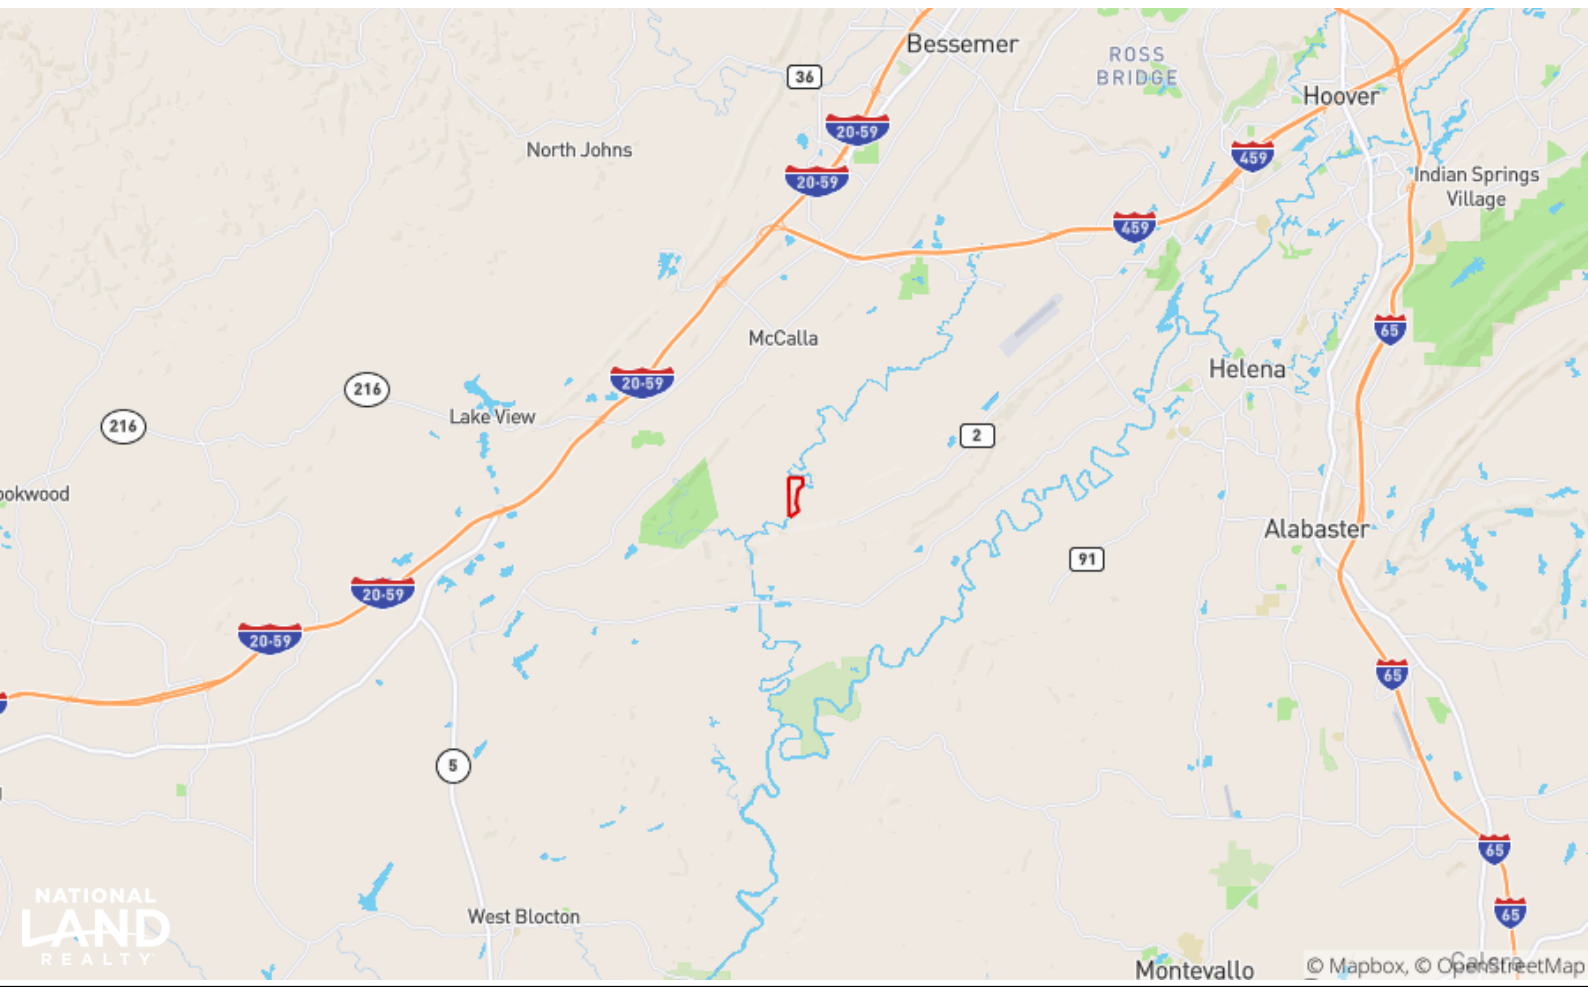 Bessemer
ROSS
BRIDGE
36
Hoover
20-59
North Johns
459
20-59
Indian Springs
Village
459
65
McCalla
Helena
20-59
216
Lake View
216
2
ookwood
Alabaster
91
20-59
20-59
65
5
65
65
West Blocton
NATIONAL
LAND
REALTY
Montevallo
© Mapbox, © OpenStreetMap